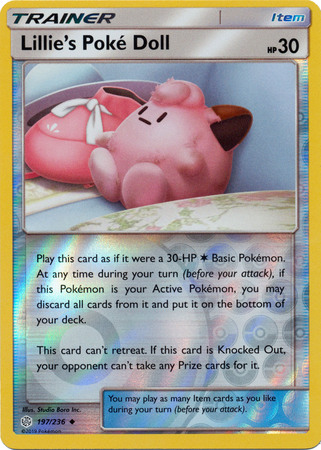 TRAINER Item
Lillie's Poké Doll HP 30
Play this card as if it were a 30-HP Basic Pokémon.
At any time during your turn (before your attack), if
this Pokémon is your Active Pokémon, you may
discard all cards from it and put it on the bottom of
your deck.
This card can't retreat. If this card is Knocked Out,
your opponent can't take any Prize cards for it.
Illus. Studio Bora Inc.
197/236
©2019 Pokémon
You may play as many Item cards as you like
during your turn (before your attack).